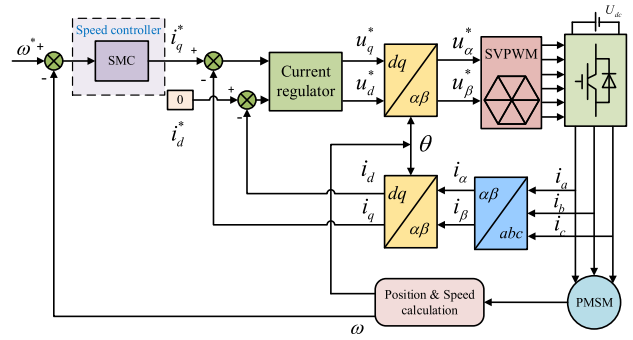 Speed controller
ω*
+
-
SMC
i_q^*
+
-
0
i_d^*
+
-
Current
regulator
u_q^*
u_d^*
dq
αβ
u_α^*
u_β^*
SVPWM
U_dc
θ
i_d
i_q
dq
αβ
i_α
i_β
αβ
abc
i_a
i_b
i_c
Position & Speed
calculation
PMSM
ω